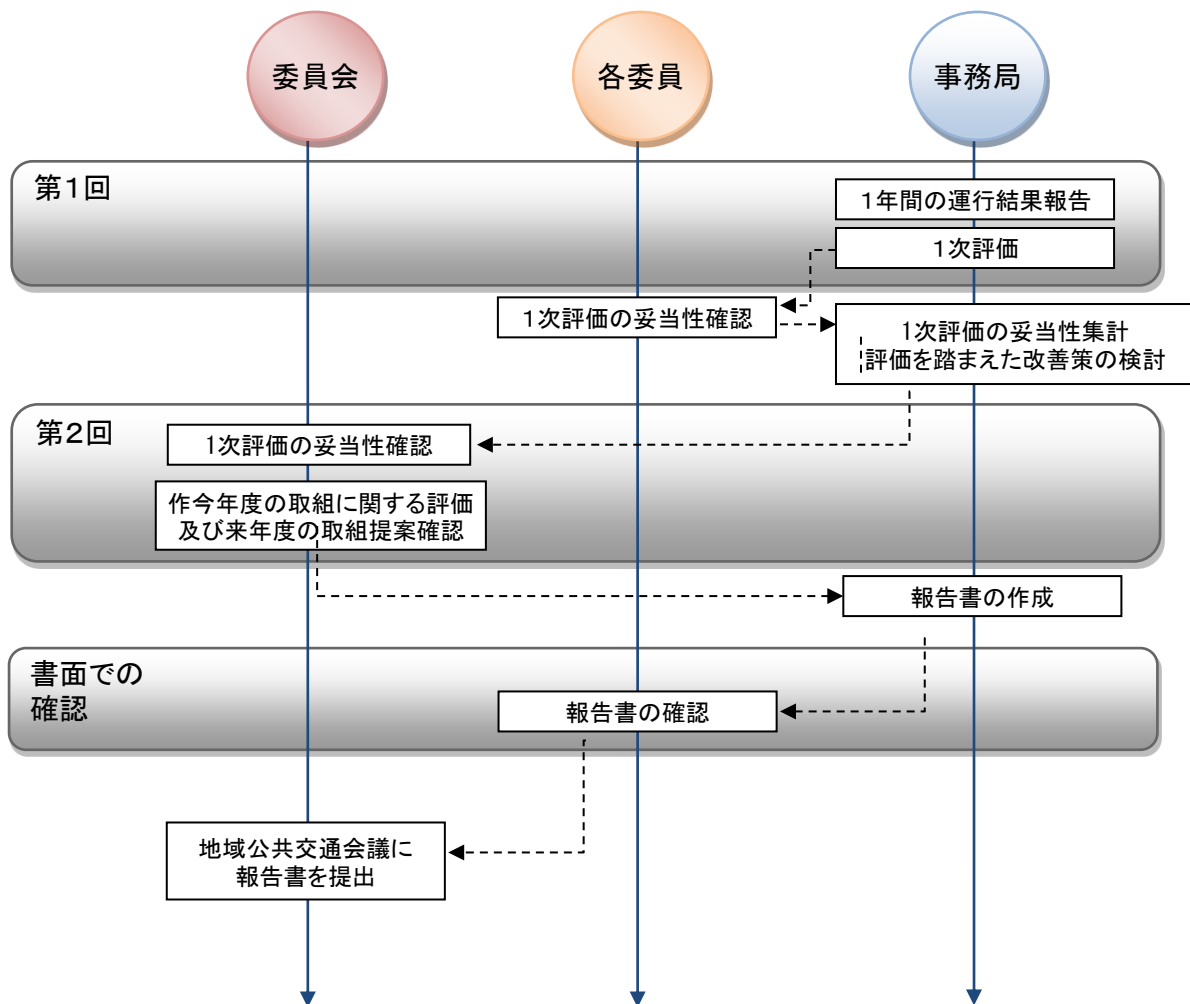 委員会
各委員
事務局
第１回
１年間の運行結果報告
１次評価
１次評価の妥当性確認
１次評価の妥当性集計
評価を踏まえた改善策の検討
第２回
１次評価の妥当性確認
作今年度の取組に関する評価
及び来年度の取組提案確認
報告書の作成
書面での
確認
報告書の確認
地域公共交通会議に
報告書を提出